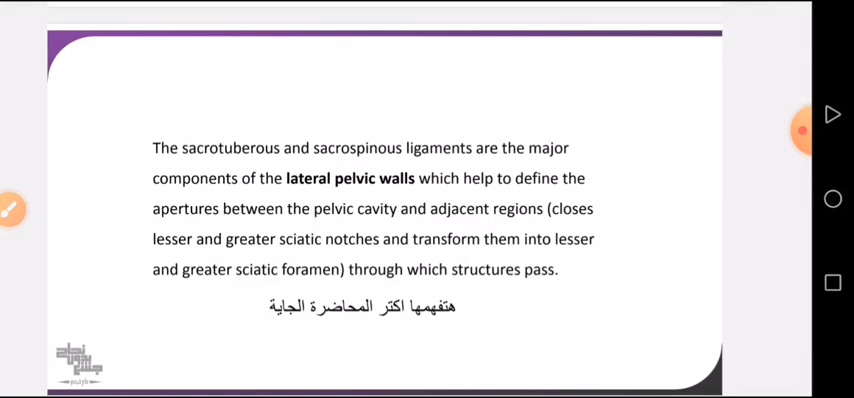 The sacrotuberous and sacrospinous ligaments are the major
components of the lateral pelvic walls which help to define the
apertures between the pelvic cavity and adjacent regions (closes
lesser and greater sciatic notches and transform them into lesser
and greater sciatic foramen) through which structures pass.
هتفهمها اكتر المحاضرة الجاية